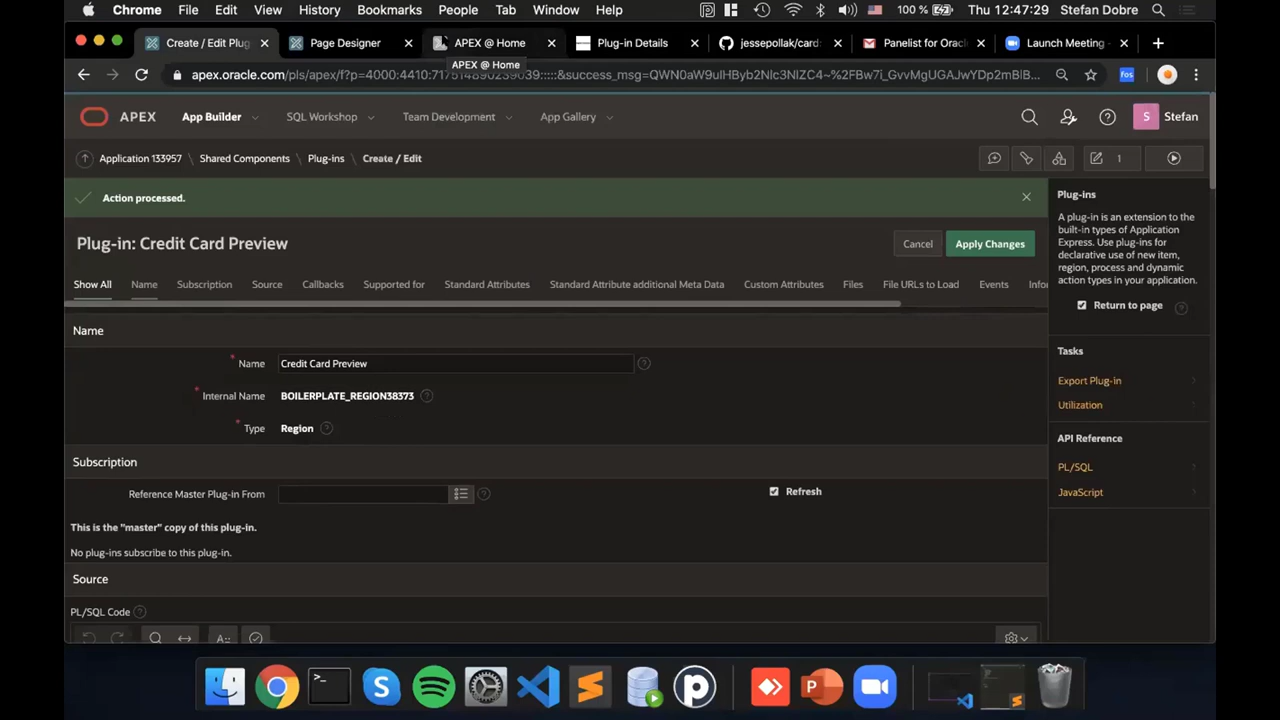 Chrome File Edit View History Bookmarks People Tab Window Help 100 % Thu 12:47:29 Stefan Dobre
Create / Edit Plug Page Designer APEX @ Home Plug-in Details jessepollak/card: Panelist for Oracl Launch Meeting -
APEX @ Home
apex.oracle.com/pls/apex/f?p=4000:4410:717514890239039::::&success_msg=QWN0aW9uIHByb2Nlc3NlZC4~%2FBw7i_GvvMgUGAJwYDp2mBlB... fos
APEX App Builder SQL Workshop Team Development App Gallery S Stefan
Application 133957 \ Shared Components \ Plug-ins \ Create / Edit 1
Action processed.
Plug-in: Credit Card Preview Cancel Apply Changes
Show All Name Subscription Source Callbacks Supported for Standard Attributes Standard Attribute additional Meta Data Custom Attributes Files File URLs to Load Events Infor
Name
* Name Credit Card Preview
* Internal Name BOILERPLATE_REGION38373
* Type Region
Subscription
Reference Master Plug-in From Refresh
This is the "master" copy of this plug-in.
No plug-ins subscribe to this plug-in.
Source
PL/SQL Code
Plug-ins
A plug-in is an extension to the
built-in types of Application
Express. Use plug-ins for
declarative use of new item,
region, process and dynamic
action types in your application.
Return to page
Tasks
Export Plug-in
Utilization
API Reference
PL/SQL
JavaScript